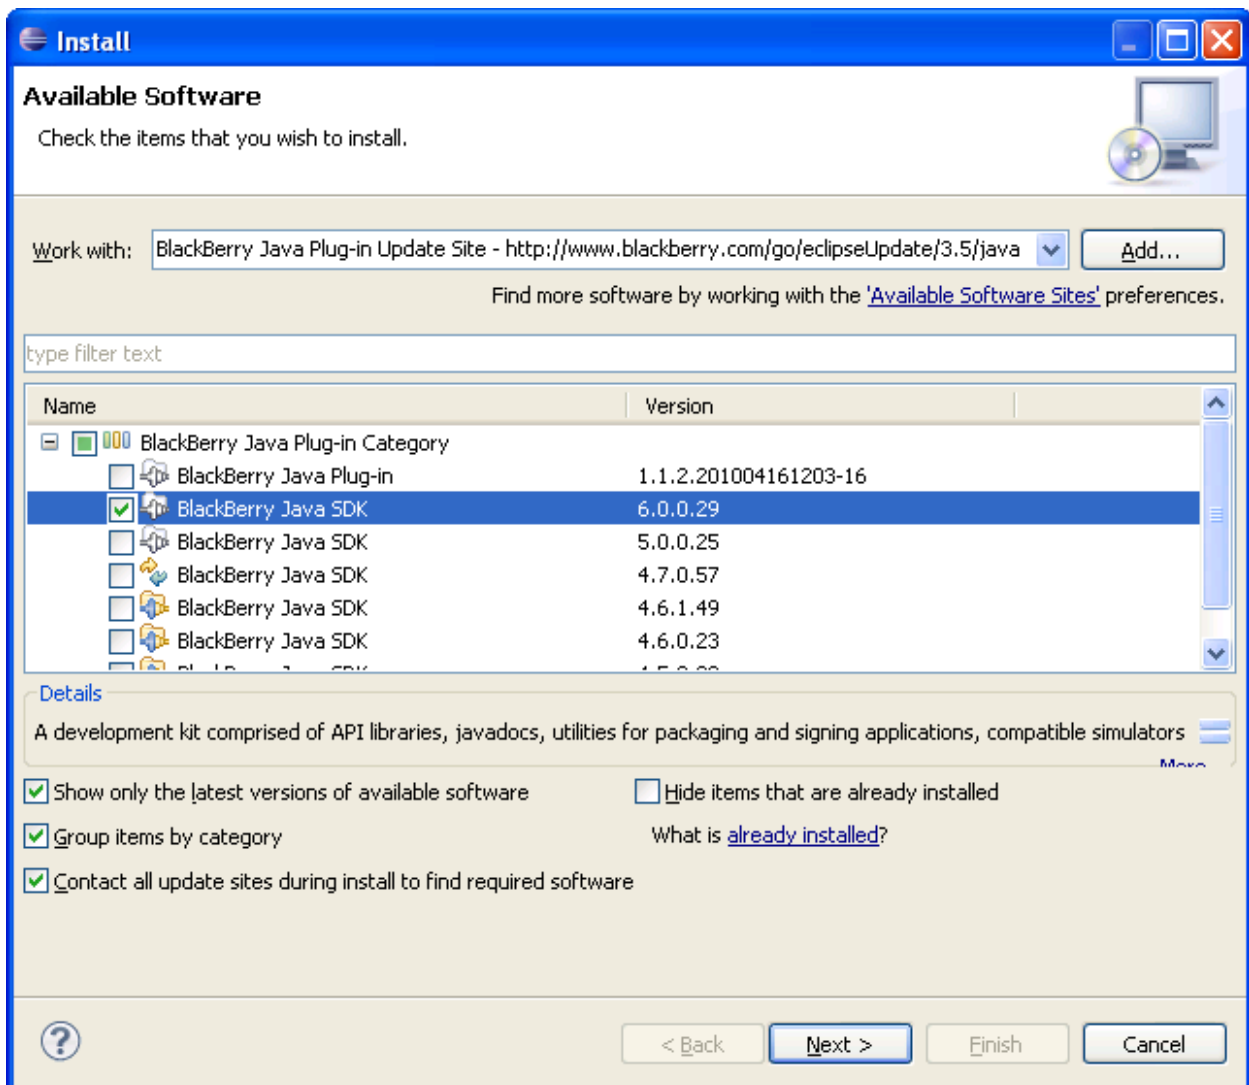 Install
Available Software
Check the items that you wish to install.
Work with: BlackBerry Java Plug-in Update Site - http://www.blackberry.com/go/eclipseUpdate/3.5/java Add...
Find more software by working with the 'Available Software Sites' preferences.
type filter text
Name Version
BlackBerry Java Plug-in Category
BlackBerry Java Plug-in 1.1.2.201004161203-16
BlackBerry Java SDK 6.0.0.29
BlackBerry Java SDK 5.0.0.25
BlackBerry Java SDK 4.7.0.57
BlackBerry Java SDK 4.6.1.49
BlackBerry Java SDK 4.6.0.23
Details
A development kit comprised of API libraries, javadocs, utilities for packaging and signing applications, compatible simulators
More
Show only the latest versions of available software Hide items that are already installed
Group items by category What is already installed?
Contact all update sites during install to find required software
? < Back Next > Finish Cancel